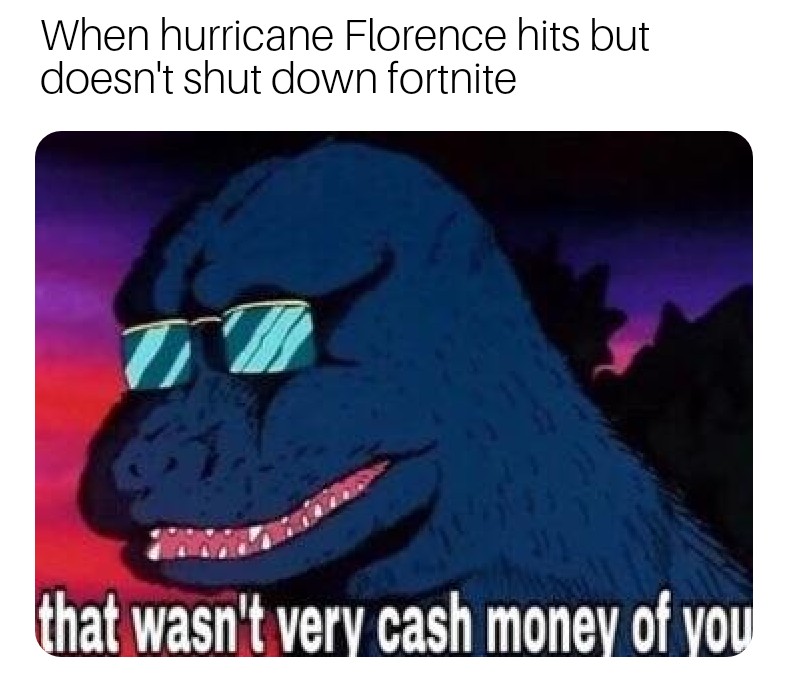 When hurricane Florence hits but
doesn't shut down fortnite
that wasn't very cash money of you